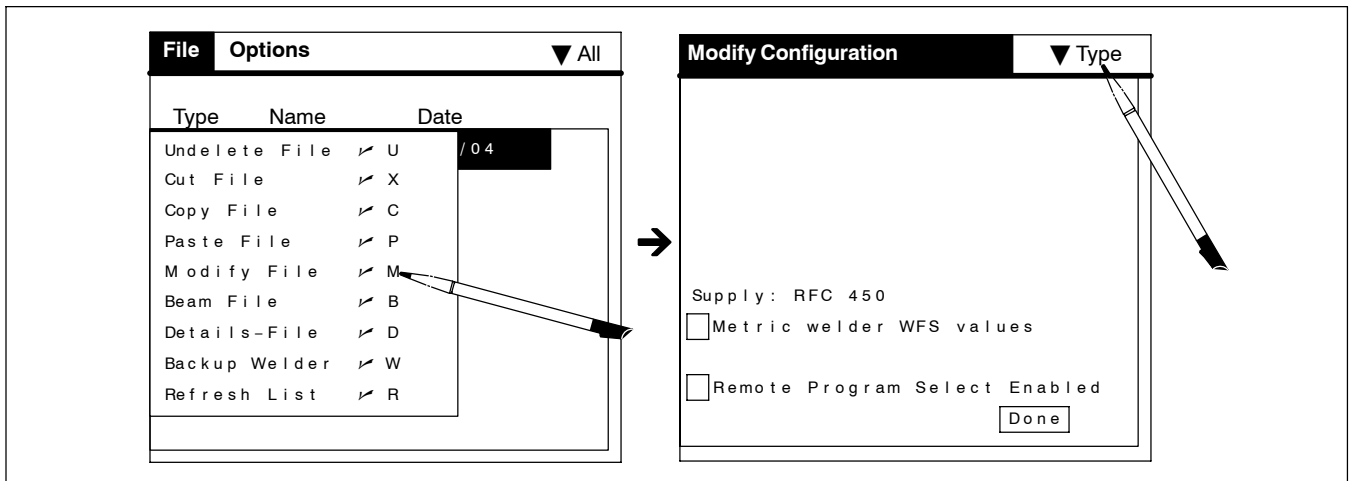 File Options ▼ All
Type Name Date
/04
Undelete File U
Cut File X
Copy File C
Paste File P
Modify File M
Beam File B
Details-File D
Backup Welder W
Refresh List R
Modify Configuration ▼ Type
Supply: RFC 450
Metric welder WFS values
Remote Program Select Enabled
Done